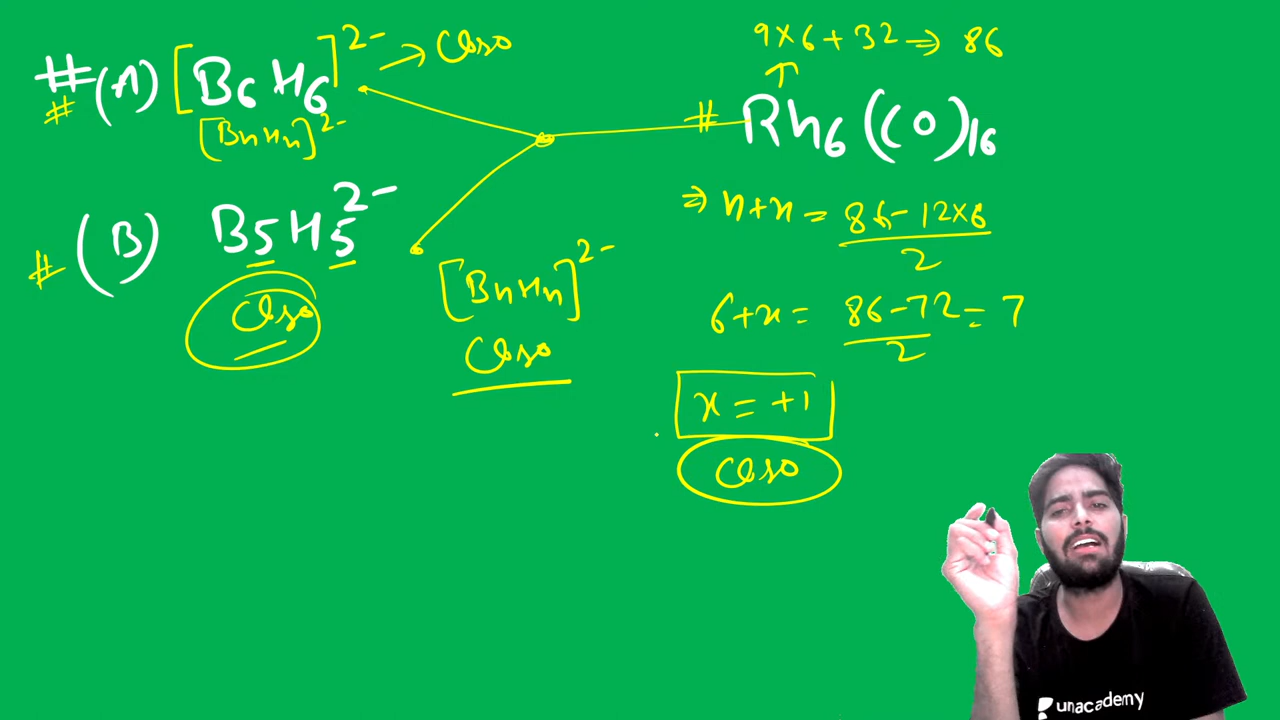 # (A) [B6H6]2- → Closo
# [BnHn]2-
# (B) B5H5 2-
Closo
[BnHn]2-
Closo
9×6+32 ⇒ 86
# Rh6(CO)16
⇒ n+x = 86-12×6
2
6+x = 86-72 = 7
2
x = +1
Closo
unacademy